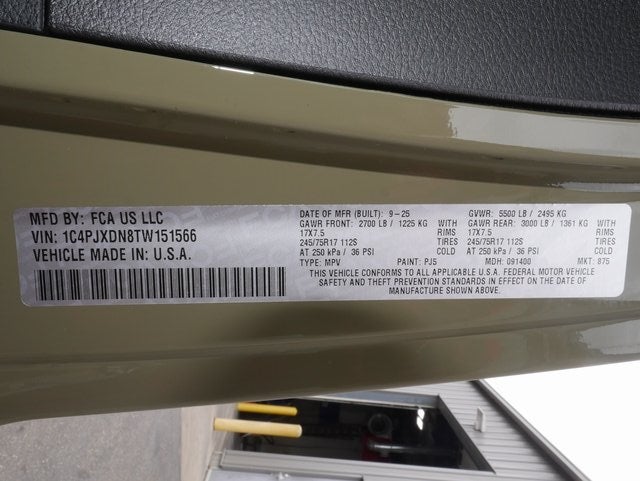 MFD BY: FCA US LLC
VIN: 1C4PJXDN8TW151566
VEHICLE MADE IN: U.S.A.
DATE OF MFR (BUILT): 9-25 GVWR: 5500 LB / 2495 KG
GAWR FRONT: 2700 LB / 1225 KG WITH GAWR REAR: 3000 LB / 1361 KG WITH
17X7.5 RIMS 17X7.5 RIMS
245/75R17 112S TIRES 245/75R17 112S TIRES
AT 250 kPa / 36 PSI COLD AT 250 kPa / 36 PSI COLD
TYPE: MPV PAINT: PJ5 MDH: 091400 MKT: 875
THIS VEHICLE CONFORMS TO ALL APPLICABLE U.S.A. FEDERAL MOTOR VEHICLE
SAFETY AND THEFT PREVENTION STANDARDS IN EFFECT ON THE DATE OF
MANUFACTURE SHOWN ABOVE.